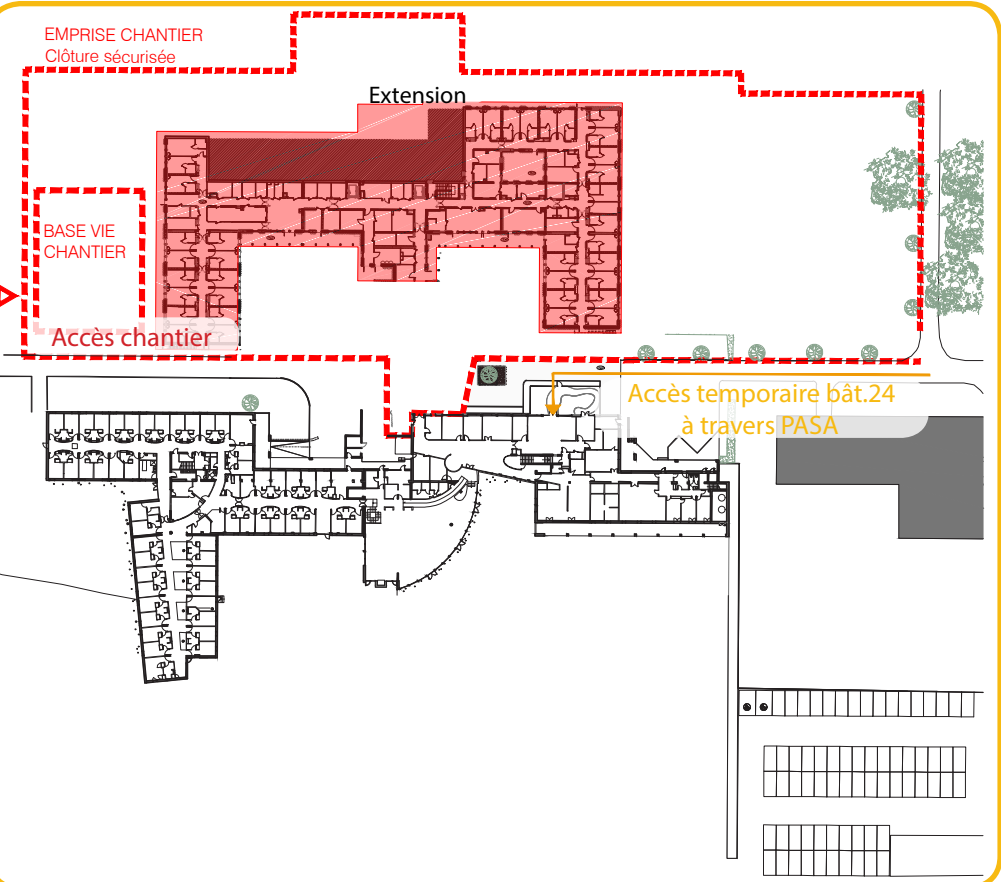 EMPRISE CHANTIER
Clôture sécurisée
Extension
BASE VIE
CHANTIER
Accès chantier
Accès temporaire bât.24
à travers PASA